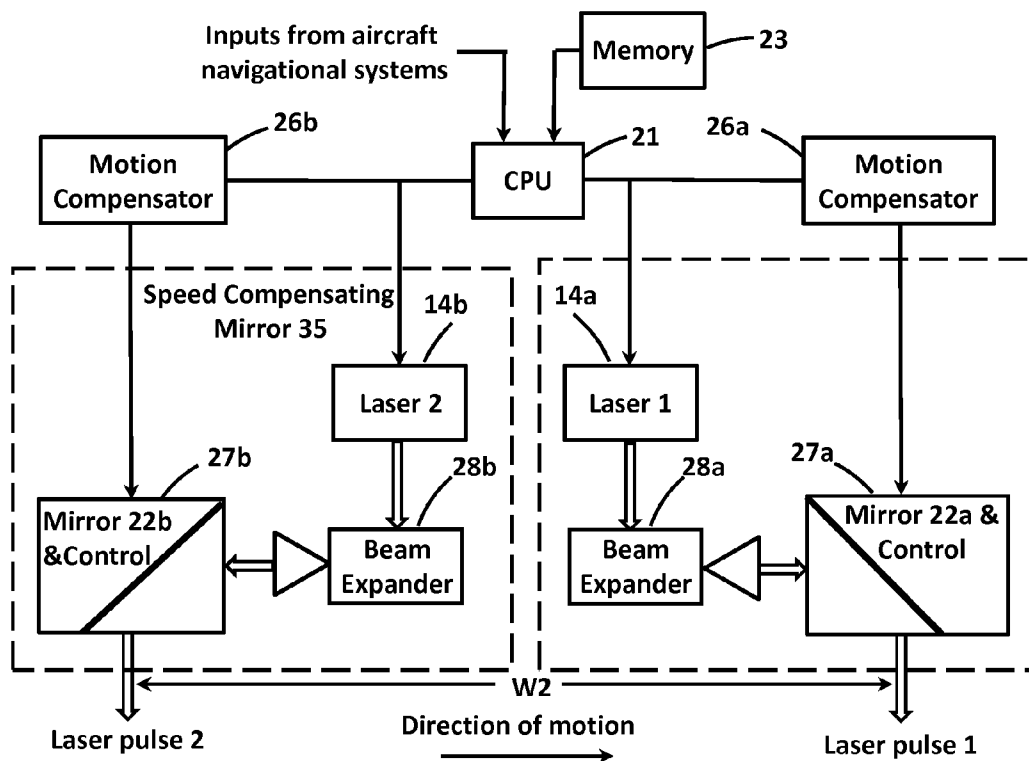 Inputs from aircraft
navigational systems
Memory
23
26b
21
26a
Motion
Compensator
CPU
Motion
Compensator
Speed Compensating
Mirror 35
14b
14a
Laser 2
Laser 1
27b
28b
28a
27a
Mirror 22b
&Control
Beam
Expander
Beam
Expander
Mirror 22a &
Control
W2
Direction of motion
Laser pulse 2
Laser pulse 1